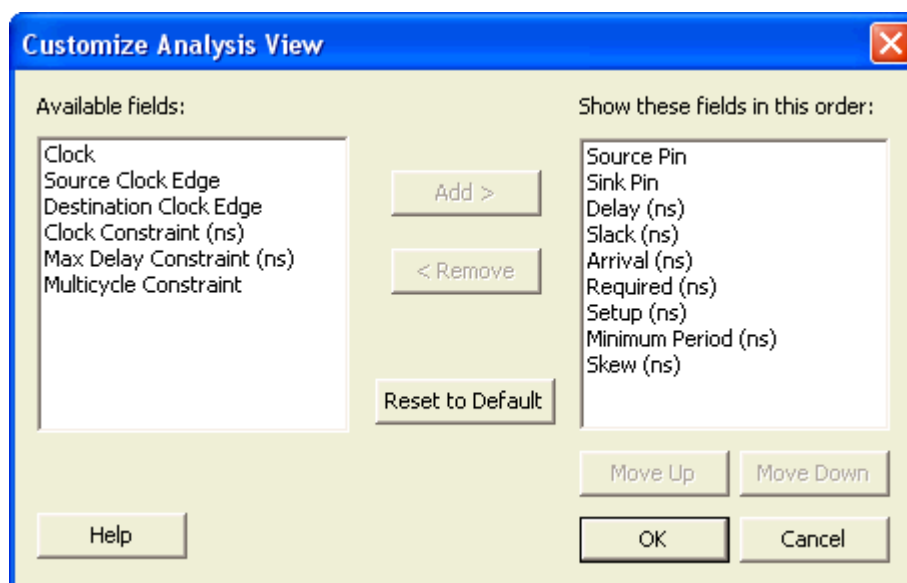 Customize Analysis View
Available fields:
Clock
Source Clock Edge
Destination Clock Edge
Clock Constraint (ns)
Max Delay Constraint (ns)
Multicycle Constraint
Add >
< Remove
Reset to Default
Show these fields in this order:
Source Pin
Sink Pin
Delay (ns)
Slack (ns)
Arrival (ns)
Required (ns)
Setup (ns)
Minimum Period (ns)
Skew (ns)
Move Up
Move Down
Help
OK
Cancel